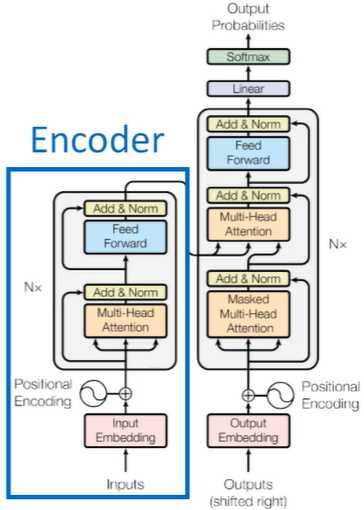 Output
Probabilities
Softmax
Linear
Add & Norm
Feed
Forward
Add & Norm
Multi-Head
Attention
Add & Norm
Masked
Multi-Head
Attention
N×
Positional
Encoding
Output
Embedding
Outputs
(shifted right)
Encoder
Add & Norm
Feed
Forward
Add & Norm
Multi-Head
Attention
N×
Positional
Encoding
Input
Embedding
Inputs